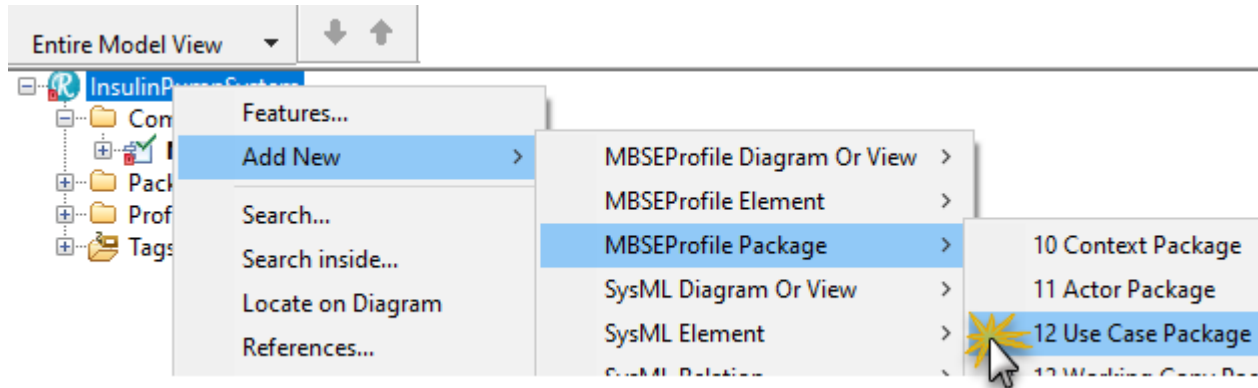 Entire Model View
InsulinP
Features...
Add New
Search...
Search inside...
Locate on Diagram
References...
Tags
MBSEProfile Diagram Or View
MBSEProfile Element
MBSEProfile Package
SysML Diagram Or View
SysML Element
10 Context Package
11 Actor Package
12 Use Case Package